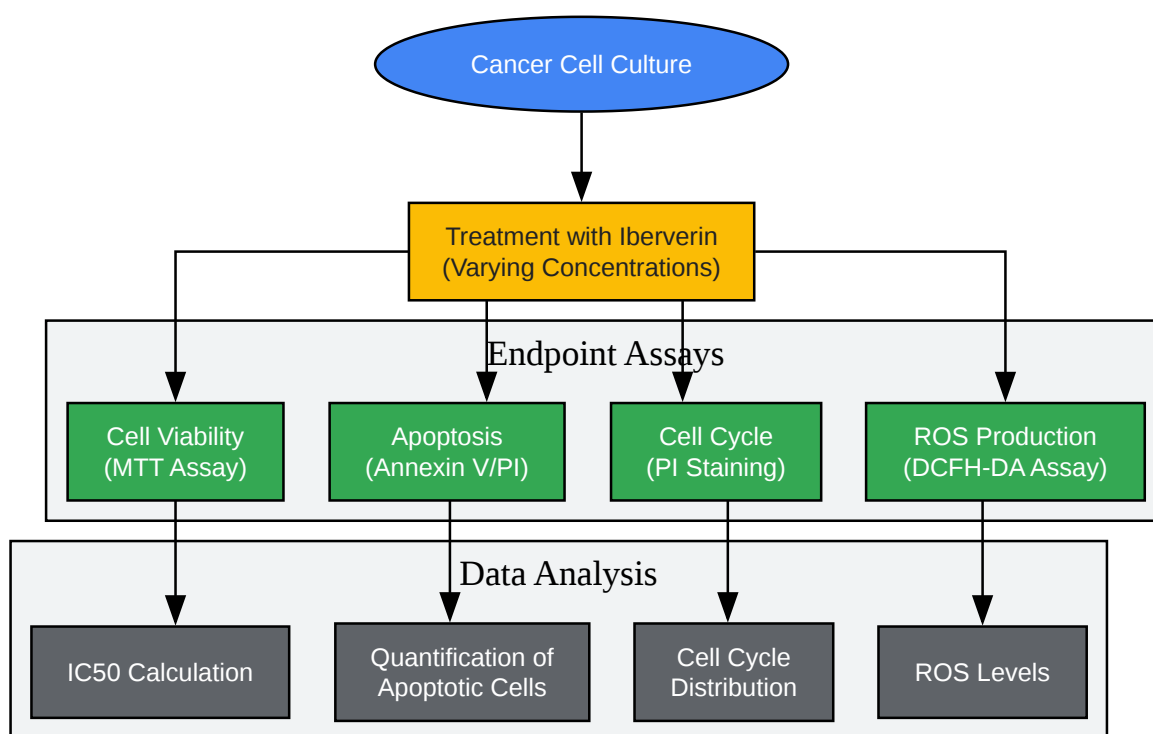 Cancer Cell Culture
Treatment with Iberverin
(Varying Concentrations)
Endpoint Assays
Cell Viability
(MTT Assay)
Apoptosis
(Annexin V/PI)
Cell Cycle
(PI Staining)
ROS Production
(DCFH-DA Assay)
Data Analysis
IC50 Calculation
Quantification of
Apoptotic Cells
Cell Cycle
Distribution
ROS Levels